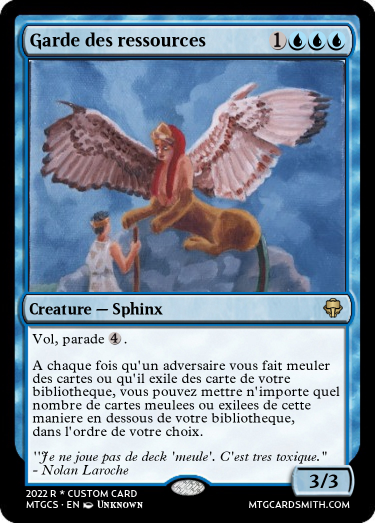 Garde des ressources 1
Creature — Sphinx
Vol, parade 4 .
A chaque fois qu'un adversaire vous fait meuler
des cartes ou qu'il exile des carte de votre
bibliotheque, vous pouvez mettre n'importe quel
nombre de cartes meulees ou exilees de cette
maniere en dessous de votre bibliotheque,
dans l'ordre de votre choix.
"Je ne joue pas de deck 'meule'. C'est tres toxique."
- Nolan Laroche
3/3
2022 R * CUSTOM CARD
MTGCS · EN Unknown
MTGCARDSMITH.COM